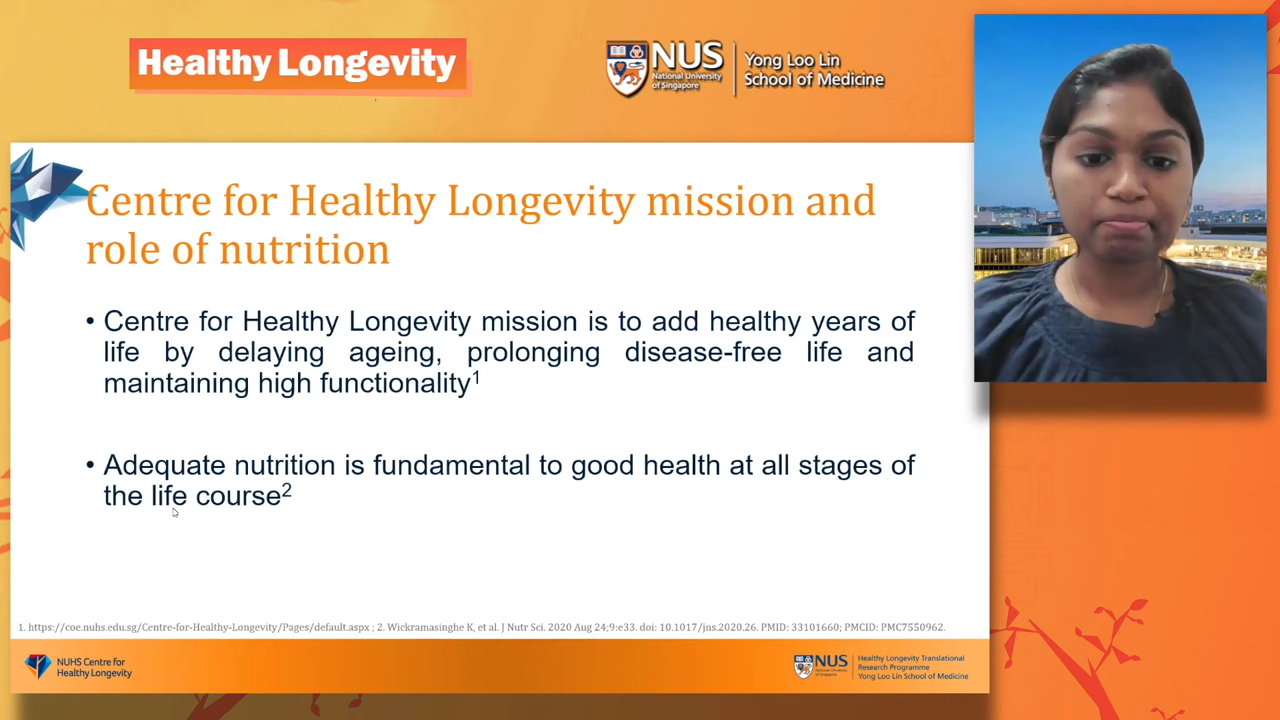 Healthy Longevity
NUS
National University
of Singapore
Yong Loo Lin
School of Medicine
Centre for Healthy Longevity mission and
role of nutrition
• Centre for Healthy Longevity mission is to add healthy years of
life by delaying ageing, prolonging disease-free life and
maintaining high functionality1
• Adequate nutrition is fundamental to good health at all stages of
the life course2
1. https://coe.nuhs.edu.sg/Centre-for-Healthy-Longevity/Pages/default.aspx ; 2. Wickramasinghe K, et al. J Nutr Sci. 2020 Aug 24;9:e33. doi: 10.1017/jns.2020.26. PMID: 33101660; PMCID: PMC7550962.
NUHS Centre for
Healthy Longevity
NUS
National University
of Singapore
Healthy Longevity Translational
Research Programme
Yong Loo Lin School of Medicine